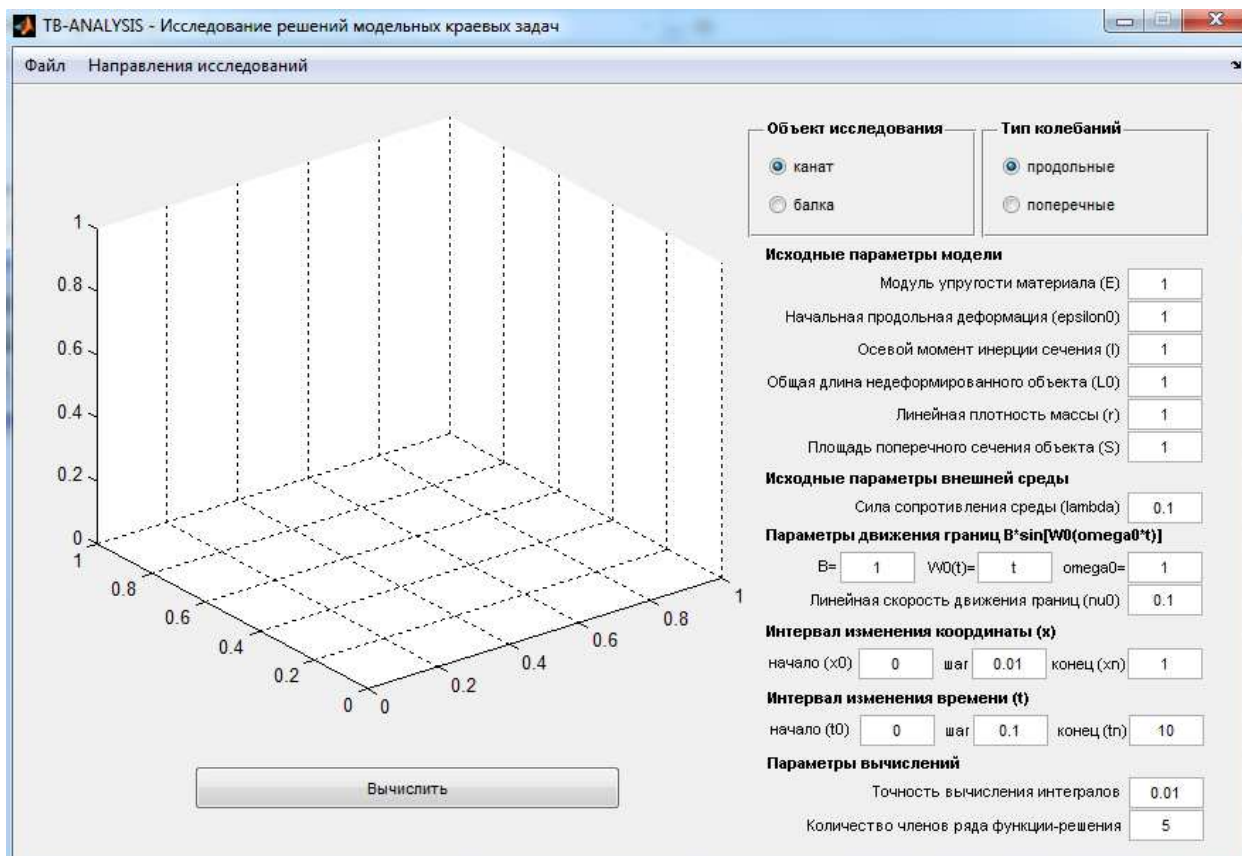 TB-ANALYSIS - Исследование решений модельных краевых задач
Файл Направления исследований
Объект исследования
канат
балка
Тип колебаний
продольные
поперечные
Исходные параметры модели
Модуль упругости материала (E) 1
Начальная продольная деформация (epsilon0) 1
Осевой момент инерции сечения (I) 1
Общая длина недеформированного объекта (L0) 1
Линейная плотность массы (r) 1
Площадь поперечного сечения объекта (S) 1
Исходные параметры внешней среды
Сила сопротивления среды (lambda) 0.1
Параметры движения границ B*sin[W0(omega0*t)]
B= 1 W0(t)= t omega0= 1
Линейная скорость движения границ (nu0) 0.1
Интервал изменения координаты (x)
начало (x0) 0 шаг 0.01 конец (xn) 1
Интервал изменения времени (t)
начало (t0) 0 шаг 0.1 конец (tn) 10
Параметры вычислений
Точность вычисления интегралов 0.01
Количество членов ряда функции-решения 5
1
0.8
0.6
0.4
0.2
0
1
0.8
0.6
0.4
0.2
0
0
0.2
0.4
0.6
0.8
1
Вычислить